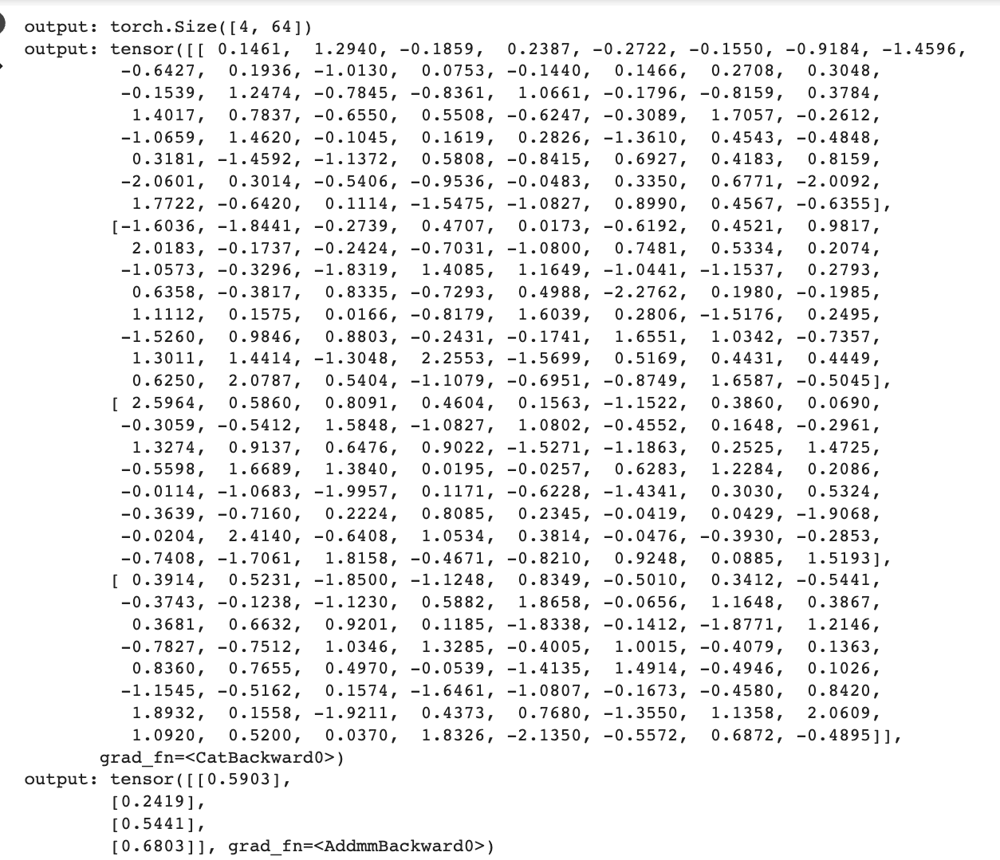 output: torch.Size([4, 64])
output: tensor([[ 0.1461, 1.2940, -0.1859, 0.2387, -0.2722, -0.1550, -0.9184, -1.4596,
-0.6427, 0.1936, -1.0130, 0.0753, -0.1440, 0.1466, 0.2708, 0.3048,
-0.1539, 1.2474, -0.7845, -0.8361, 1.0661, -0.1796, -0.8159, 0.3784,
1.4017, 0.7837, -0.6550, 0.5508, -0.6247, -0.3089, 1.7057, -0.2612,
-1.0659, 1.4620, -0.1045, 0.1619, 0.2826, -1.3610, 0.4543, -0.4848,
0.3181, -1.4592, -1.1372, 0.5808, -0.8415, 0.6927, 0.4183, 0.8159,
-2.0601, 0.3014, -0.5406, -0.9536, -0.0483, 0.3350, 0.6771, -2.0092,
1.7722, -0.6420, 0.1114, -1.5475, -1.0827, 0.8990, 0.4567, -0.6355],
[-1.6036, -1.8441, -0.2739, 0.4707, 0.0173, -0.6192, 0.4521, 0.9817,
2.0183, -0.1737, -0.2424, -0.7031, -1.0800, 0.7481, 0.5334, 0.2074,
-1.0573, -0.3296, -1.8319, 1.4085, 1.1649, -1.0441, -1.1537, 0.2793,
0.6358, -0.3817, 0.8335, -0.7293, 0.4988, -2.2762, 0.1980, -0.1985,
1.1112, 0.1575, 0.0166, -0.8179, 1.6039, 0.2806, -1.5176, 0.2495,
-1.5260, 0.9846, 0.8803, -0.2431, -0.1741, 1.6551, 1.0342, -0.7357,
1.3011, 1.4414, -1.3048, 2.2553, -1.5699, 0.5169, 0.4431, 0.4449,
0.6250, 2.0787, 0.5404, -1.1079, -0.6951, -0.8749, 1.6587, -0.5045],
[ 2.5964, 0.5860, 0.8091, 0.4604, 0.1563, -1.1522, 0.3860, 0.0690,
-0.3059, -0.5412, 1.5848, -1.0827, 1.0802, -0.4552, 0.1648, -0.2961,
1.3274, 0.9137, 0.6476, 0.9022, -1.5271, -1.1863, 0.2525, 1.4725,
-0.5598, 1.6689, 1.3840, 0.0195, -0.0257, 0.6283, 1.2284, 0.2086,
-0.0114, -1.0683, -1.9957, 0.1171, -0.6228, -1.4341, 0.3030, 0.5324,
-0.3639, -0.7160, 0.2224, 0.8085, 0.2345, -0.0419, 0.0429, -1.9068,
-0.0204, 2.4140, -0.6408, 1.0534, 0.3814, -0.0476, -0.3930, -0.2853,
-0.7408, -1.7061, 1.8158, -0.4671, -0.8210, 0.9248, 0.0885, 1.5193],
[ 0.3914, 0.5231, -1.8500, -1.1248, 0.8349, -0.5010, 0.3412, -0.5441,
-0.3743, -0.1238, -1.1230, 0.5882, 1.8658, -0.0656, 1.1648, 0.3867,
0.3681, 0.6632, 0.9201, 0.1185, -1.8338, -0.1412, -1.8771, 1.2146,
-0.7827, -0.7512, 1.0346, 1.3285, -0.4005, 1.0015, -0.4079, 0.1363,
0.8360, 0.7655, 0.4970, -0.0539, -1.4135, 1.4914, -0.4946, 0.1026,
-1.1545, -0.5162, 0.1574, -1.6461, -1.0807, -0.1673, -0.4580, 0.8420,
1.8932, 0.1558, -1.9211, 0.4373, 0.7680, -1.3550, 1.1358, 2.0609,
1.0920, 0.5200, 0.0370, 1.8326, -2.1350, -0.5572, 0.6872, -0.4895]],
grad_fn=<CatBackward0>)
output: tensor([[0.5903],
[0.2419],
[0.5441],
[0.6803]], grad_fn=<AddmmBackward0>)